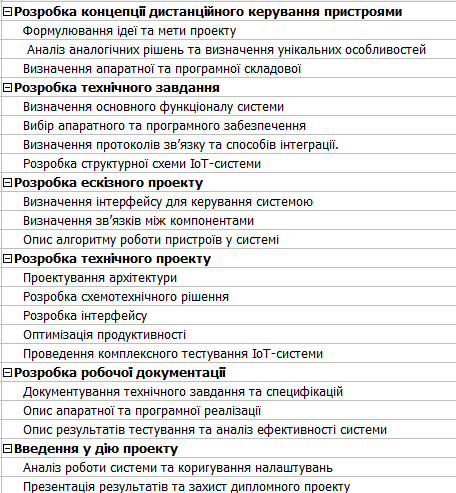 Розробка концепції дистанційного керування пристроями
Формулювання ідеї та мети проекту
Аналіз аналогічних рішень та визначення унікальних особливостей
Визначення апаратної та програмної складової
Розробка технічного завдання
Визначення основного функціоналу системи
Вибір апаратного та програмного забезпечення
Визначення протоколів зв’язку та способів інтеграції.
Розробка структурної схеми IoT-системи
Розробка ескізного проекту
Визначення інтерфейсу для керування системою
Визначення зв’язків між компонентами
Опис алгоритму роботи пристроїв у системі
Розробка технічного проекту
Проектування архітектури
Розробка схемотехнічного рішення
Розробка інтерфейсу
Оптимізація продуктивності
Проведення комплексного тестування IoT-системи
Розробка робочої документації
Документування технічного завдання та специфікацій
Опис апаратної та програмної реалізації
Опис результатів тестування та аналіз ефективності системи
Введення у дію проекту
Аналіз роботи системи та коригування налаштувань
Презентація результатів та захист дипломного проекту